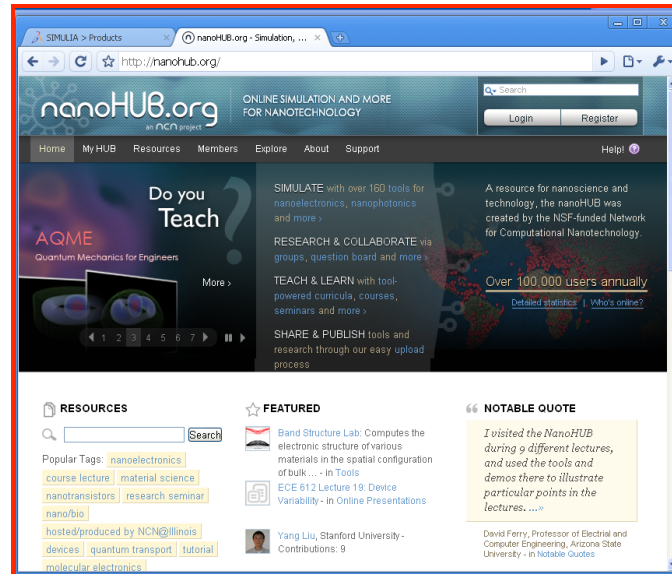 SIMULIA > Products
nanoHUB.org - Simulation, ...
http://nanohub.org/
nanoHUB.org
an ncn project
ONLINE SIMULATION AND MORE
FOR NANOTECHNOLOGY
Search
Login
Register
Home
My HUB
Resources
Members
Explore
About
Support
Help! ?
Do you
Teach
?
AQME
Quantum Mechanics for Engineers
More ›
1 2 3 4 5 6 7
SIMULATE with over 160 tools for
nanoelectronics, nanophotonics
and more ›
RESEARCH & COLLABORATE via
groups, question board and more ›
TEACH & LEARN with tool-
powered curricula, courses,
seminars and more ›
SHARE & PUBLISH tools and
research through our easy upload
process
A resource for nanoscience and
technology, the nanoHUB was
created by the NSF-funded Network
for Computational Nanotechnology.
Over 100,000 users annually
Detailed statistics | Who's online?
RESOURCES
Search
Popular Tags: nanoelectronics
course lecture material science
nanotransistors research seminar
nano/bio
hosted/produced by NCN@Illinois
devices quantum transport tutorial
molecular electronics
FEATURED
Band Structure Lab: Computes the
electronic structure of various
materials in the spatial configuration
of bulk ... - in Tools
ECE 612 Lecture 19: Device
Variability - in Online Presentations
Yang Liu, Stanford University -
Contributions: 9
NOTABLE QUOTE
I visited the NanoHUB
during 9 different lectures,
and used the tools and
demos there to illustrate
particular points in the
lectures. ...»
David Ferry, Professor of Electrial and
Computer Engineering, Arizona State
University - in Notable Quotes